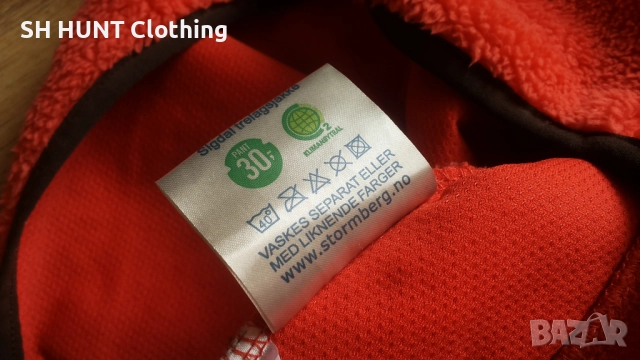 SH HUNT Clothing
Sigdal trelagsjakke
PANT
30,-
2
KLIMANØYTRAL
40°
VASKES SEPARAT ELLER
MED LIKNENDE FARGER
www.stormberg.no
BAZAR